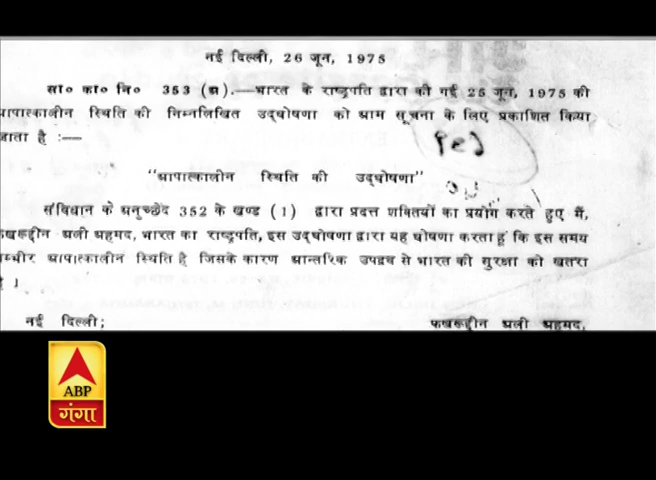 नई दिल्ली, 26 जून, 1975
सा० का० नि० 353 (अ).—भारत के राष्ट्रपति द्वारा की गई 25 जून, 1975 की
आपात्कालीन स्थिति की निम्नलिखित उद्घोषणा को आम सूचना के लिए प्रकाशित किया
जाता है :—
"आपात्कालीन स्थिति की उद्घोषणा"
संविधान के अनुच्छेद 352 के खण्ड (1) द्वारा प्रदत्त शक्तियों का प्रयोग करते हुए मैं,
फखरूद्दीन अली अहमद, भारत का राष्ट्रपति, इस उद्घोषणा द्वारा यह घोषणा करता हूं कि इस समय
गम्भीर आपात्कालीन स्थिति है जिसके कारण आन्तरिक उपद्रव से भारत की सुरक्षा को खतरा
है ।
नई दिल्ली; फखरूद्दीन अली अहमद,
ABP
गंगा